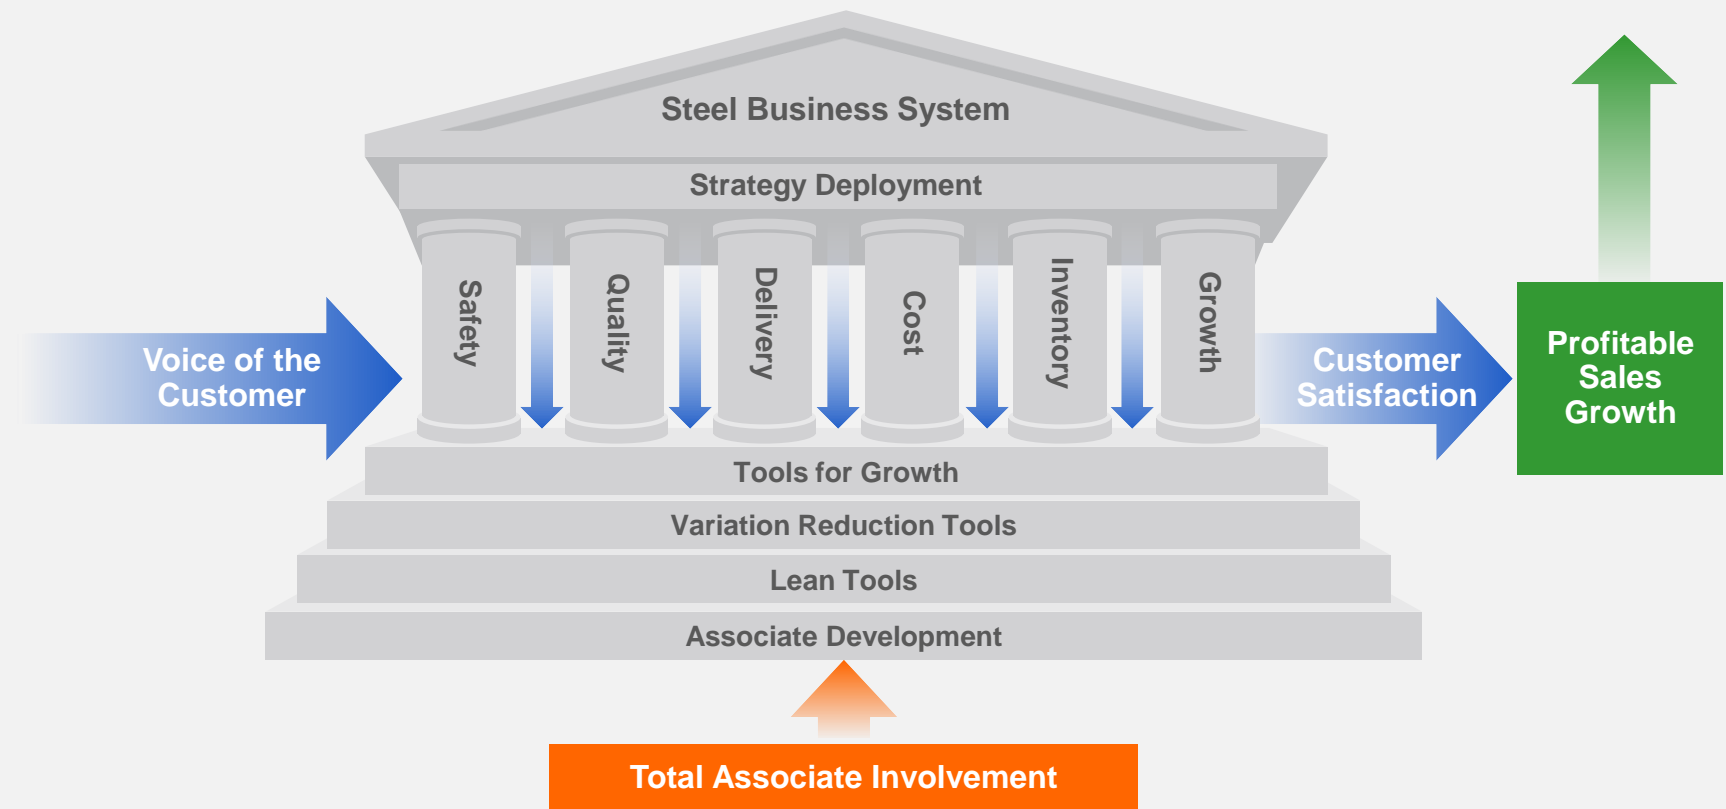 Steel Business System
Strategy Deployment
Safety
Quality
Delivery
Cost
Inventory
Growth
Voice of the
Customer
Customer
Satisfaction
Profitable
Sales
Growth
Tools for Growth
Variation Reduction Tools
Lean Tools
Associate Development
Total Associate Involvement